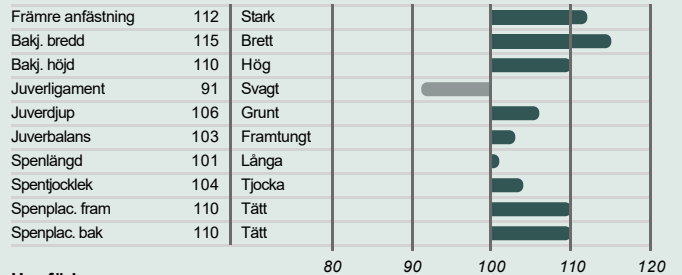 Främre anfästning 112 Stark
Bakj. bredd 115 Brett
Bakj. höjd 110 Hög
Juverligament 91 Svagt
Juverdjup 106 Grunt
Juverbalans 103 Framtungt
Spenlängd 101 Långa
Spentjocklek 104 Tjocka
Spenplac. fram 110 Tätt
Spenplac. bak 110 Tätt
80 90 100 110 120